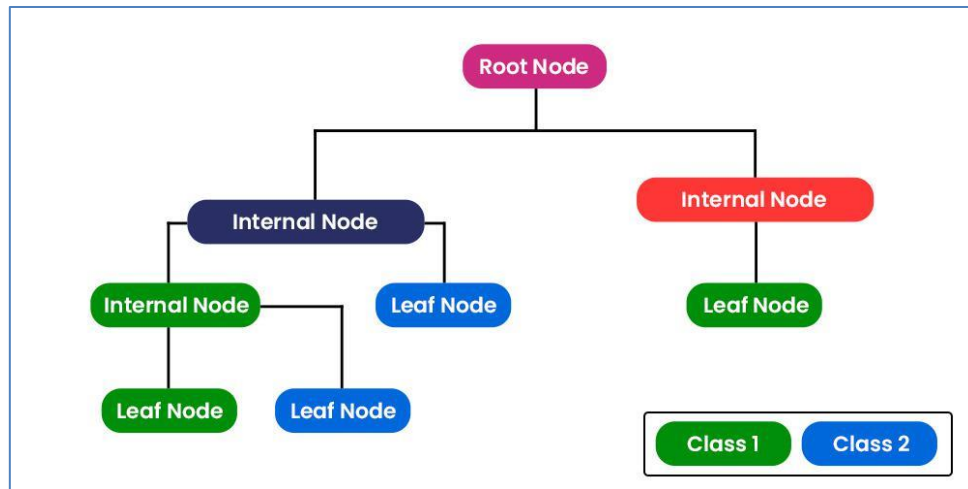 Root Node
Internal Node
Internal Node
Internal Node
Leaf Node
Leaf Node
Leaf Node
Leaf Node
Class 1
Class 2